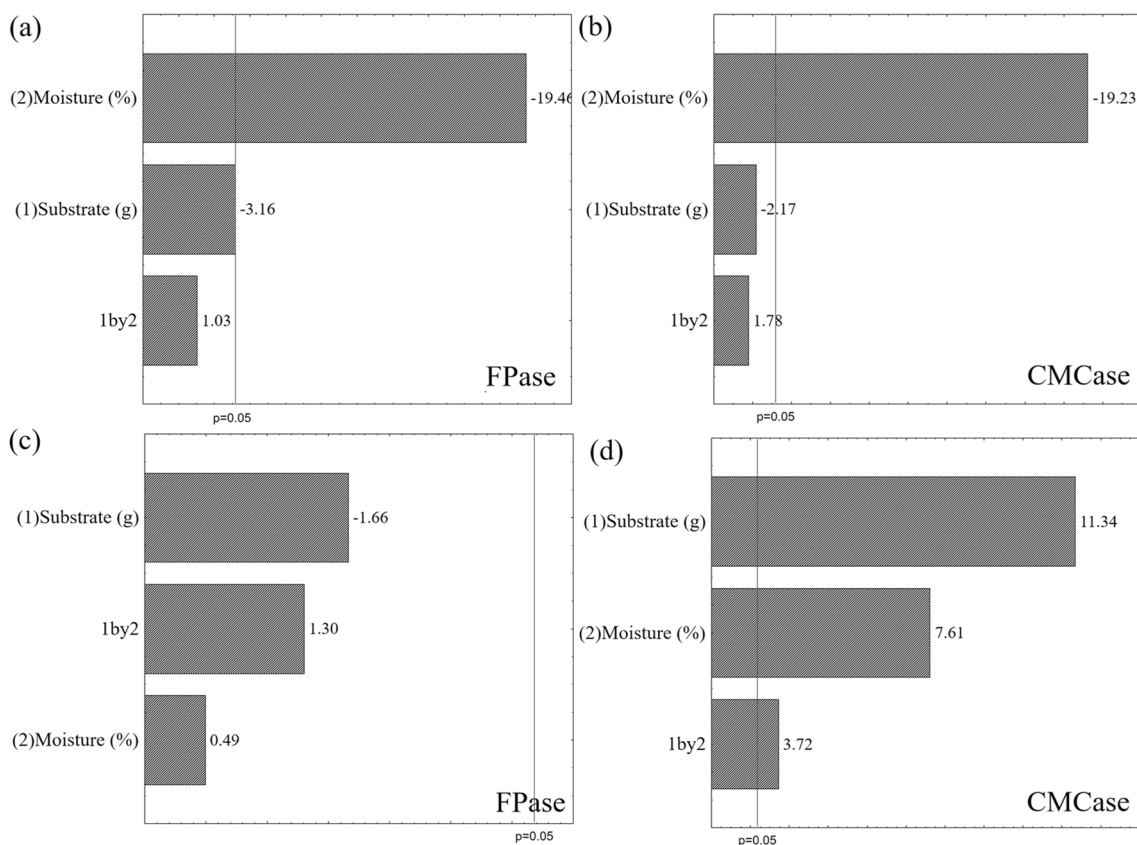 (a)
(2)Moisture (%)
-19.46
(1)Substrate (g)
-3.16
1by2
1.03
FPase
p=0.05
(b)
(2)Moisture (%)
-19.23
(1)Substrate (g)
-2.17
1by2
1.78
CMCase
p=0.05
(c)
(1)Substrate (g)
-1.66
1by2
1.30
(2)Moisture (%)
0.49
FPase
p=0.05
(d)
(1)Substrate (g)
11.34
(2)Moisture (%)
7.61
1by2
3.72
CMCase
p=0.05